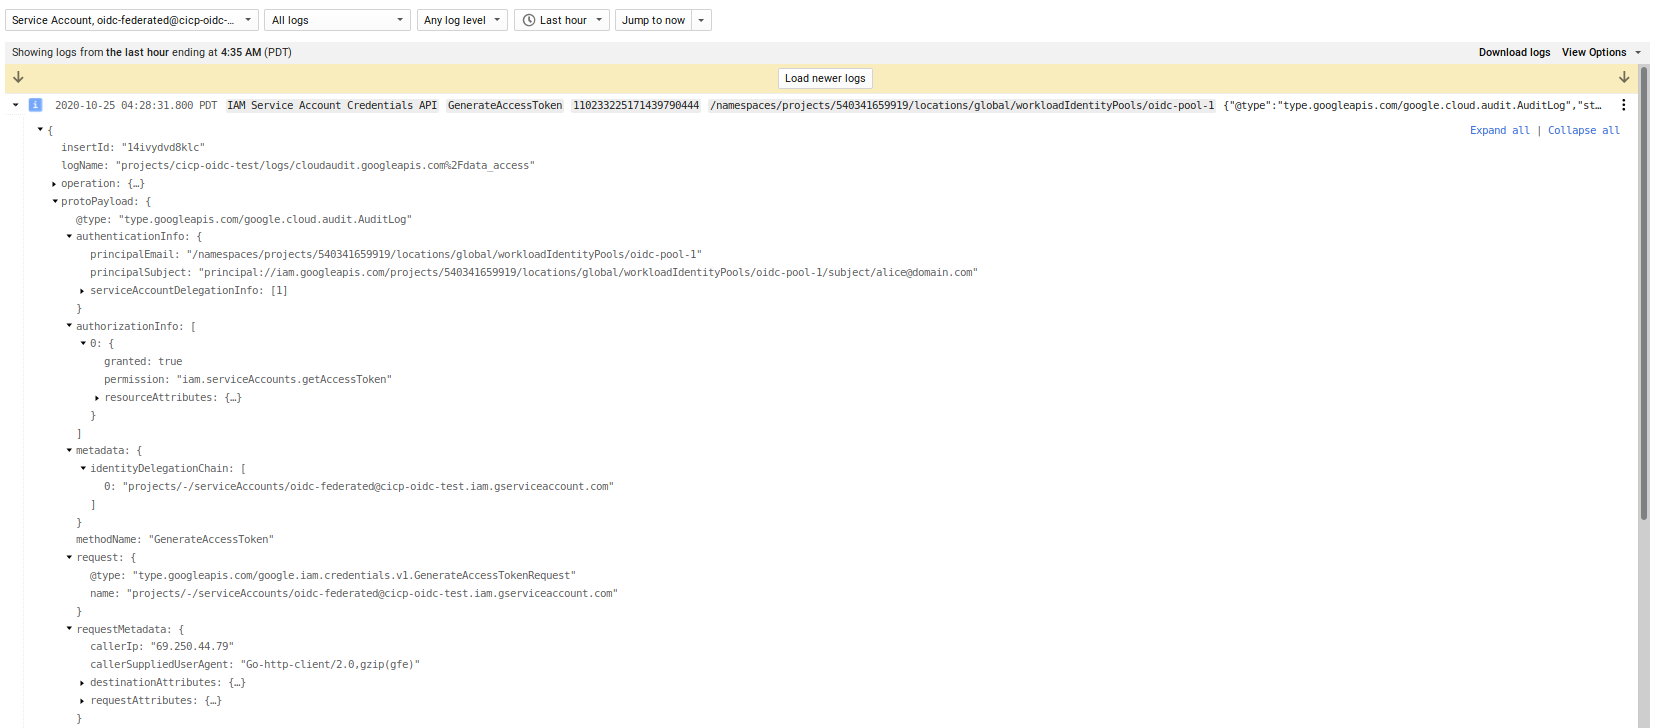 Service Account, oidc-federated@cicp-oidc-... All logs Any log level Last hour Jump to now
Showing logs from the last hour ending at 4:35 AM (PDT) Download logs View Options
Load newer logs
i 2020-10-25 04:28:31.800 PDT IAM Service Account Credentials API GenerateAccessToken 110233225171439790444 /namespaces/projects/540341659919/locations/global/workloadIdentityPools/oidc-pool-1 {"@type":"type.googleapis.com/google.cloud.audit.AuditLog","st…
{ Expand all | Collapse all
insertId: "14ivydvd8klc"
logName: "projects/cicp-oidc-test/logs/cloudaudit.googleapis.com%2Fdata_access"
operation: {…}
protoPayload: {
@type: "type.googleapis.com/google.cloud.audit.AuditLog"
authenticationInfo: {
principalEmail: "/namespaces/projects/540341659919/locations/global/workloadIdentityPools/oidc-pool-1"
principalSubject: "principal://iam.googleapis.com/projects/540341659919/locations/global/workloadIdentityPools/oidc-pool-1/subject/alice@domain.com"
serviceAccountDelegationInfo: [1]
}
authorizationInfo: [
0: {
granted: true
permission: "iam.serviceAccounts.getAccessToken"
resourceAttributes: {…}
}
]
metadata: {
identityDelegationChain: [
0: "projects/-/serviceAccounts/oidc-federated@cicp-oidc-test.iam.gserviceaccount.com"
]
}
methodName: "GenerateAccessToken"
request: {
@type: "type.googleapis.com/google.iam.credentials.v1.GenerateAccessTokenRequest"
name: "projects/-/serviceAccounts/oidc-federated@cicp-oidc-test.iam.gserviceaccount.com"
}
requestMetadata: {
callerIp: "69.250.44.79"
callerSuppliedUserAgent: "Go-http-client/2.0,gzip(gfe)"
destinationAttributes: {…}
requestAttributes: {…}
}